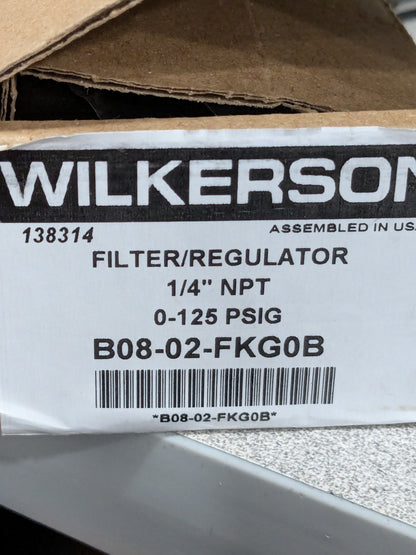 WILKERSON
138314
ASSEMBLED IN USA
FILTER/REGULATOR
1/4" NPT
0-125 PSIG
B08-02-FKG0B
*B08-02-FKG0B*